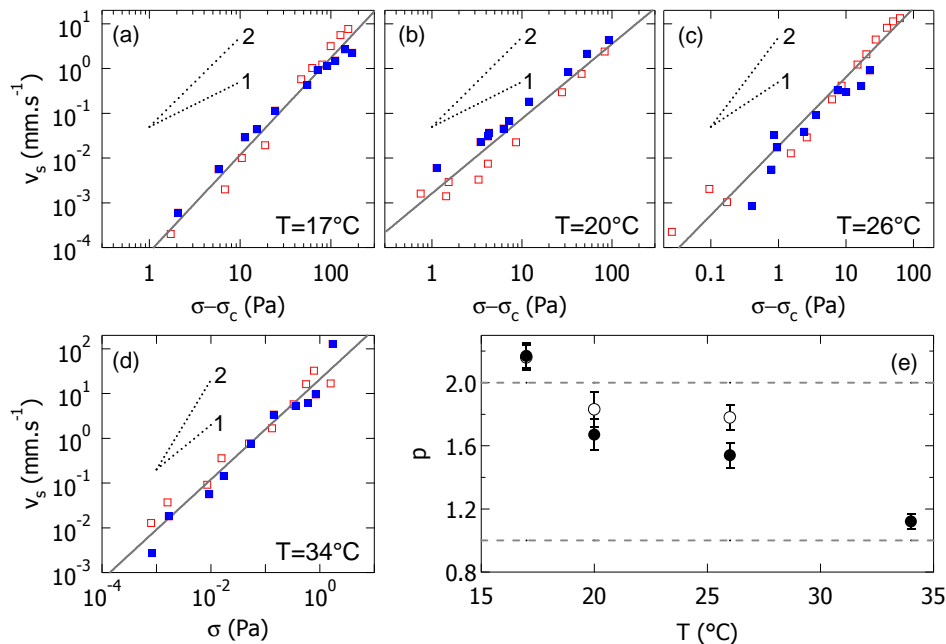 (a)
2
1
T=17°C
10¹
10⁰
10⁻¹
10⁻²
10⁻³
10⁻⁴
vₛ (mm.s⁻¹)
1 10 100
σ−σ_c (Pa)
(b)
2
1
T=20°C
1 10 100
σ−σ_c (Pa)
(c)
2
1
T=26°C
0.1 1 10 100
σ−σ_c (Pa)
(d)
2
1
T=34°C
10²
10¹
10⁰
10⁻¹
10⁻²
10⁻³
vₛ (mm.s⁻¹)
10⁻⁴ 10⁻² 10⁰
σ (Pa)
(e)
2.0
1.6
1.2
0.8
p
15 20 25 30 35
T (°C)